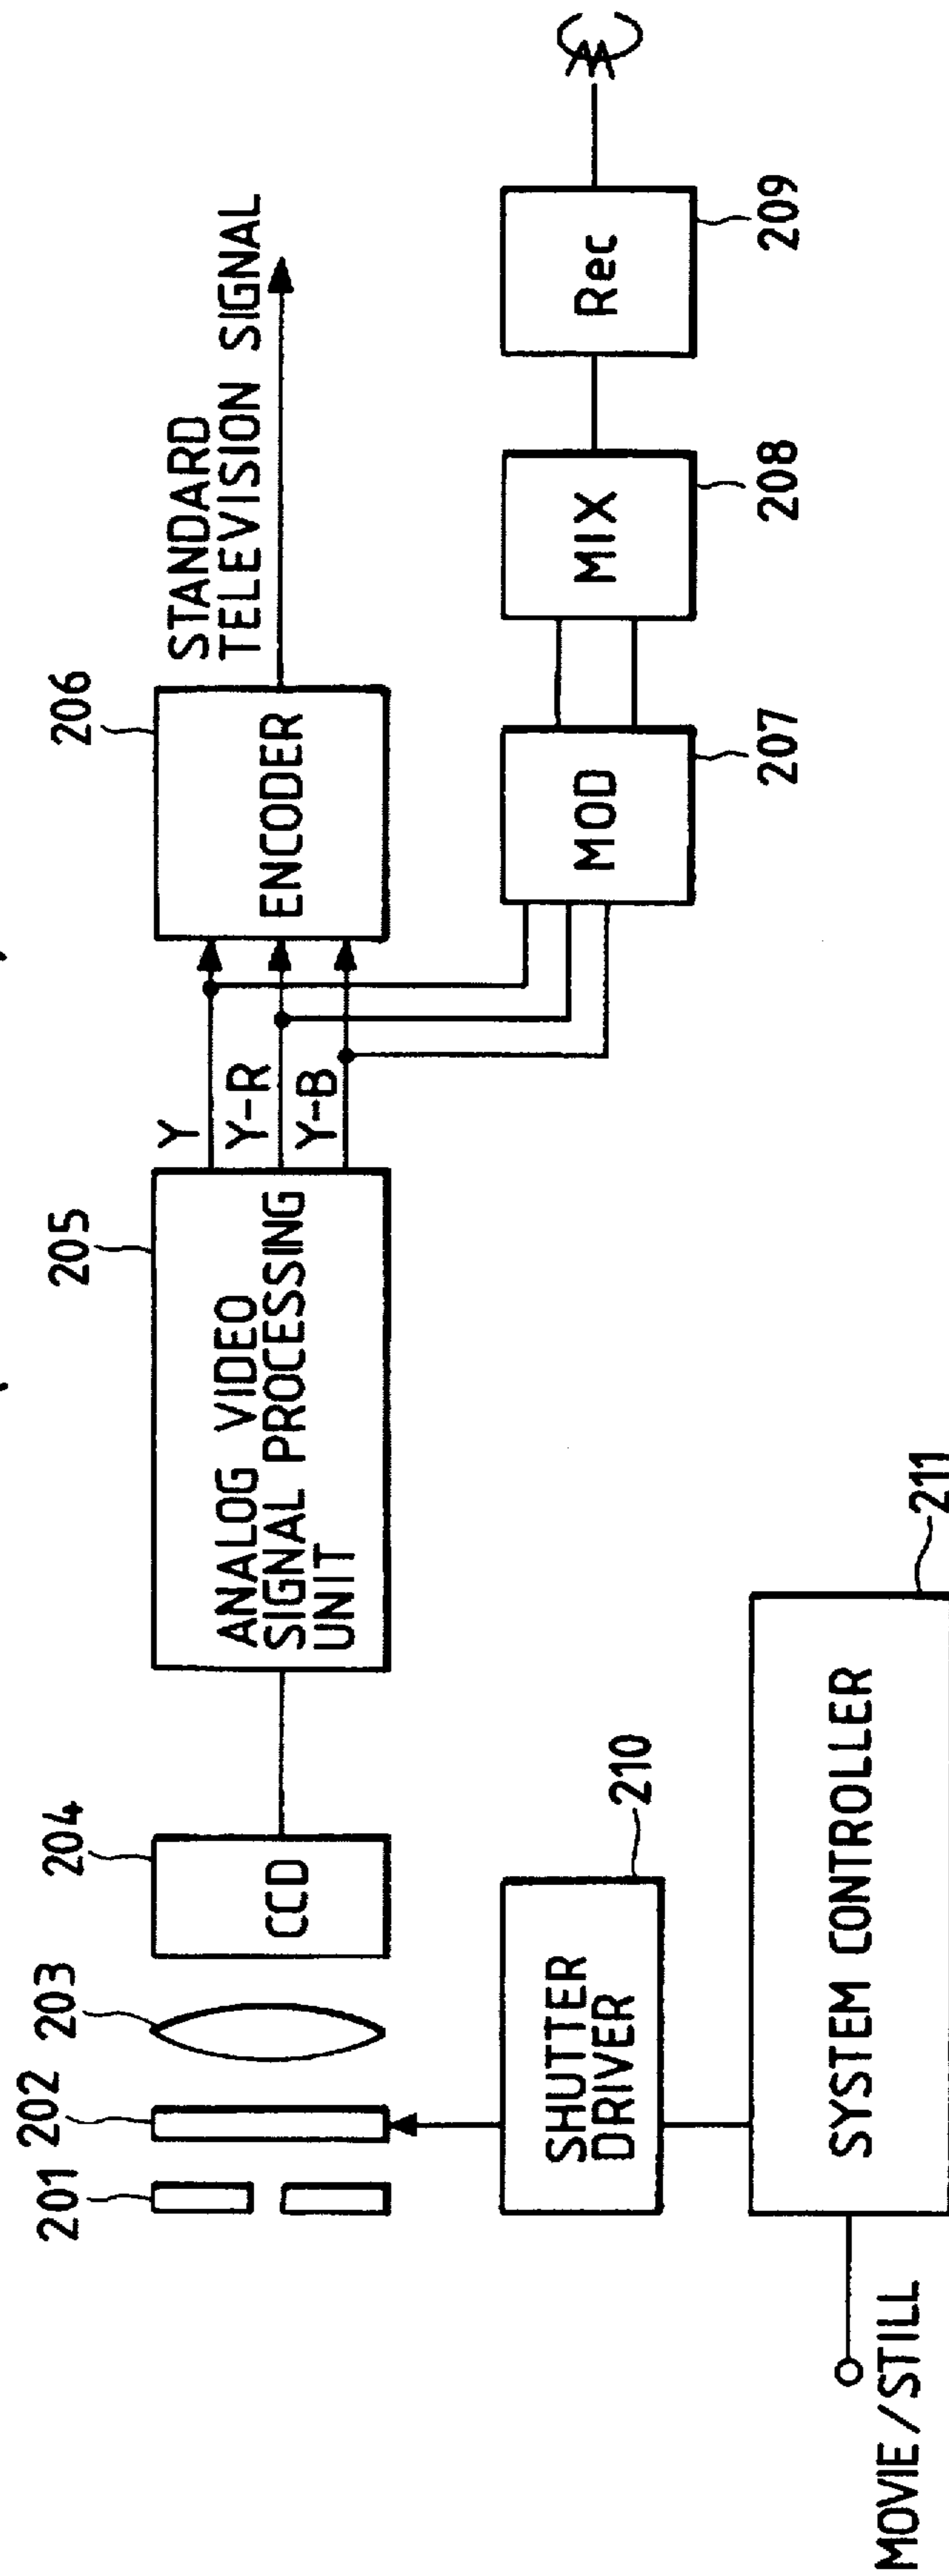 201
202
203
204
CCD
205
ANALOG VIDEO
SIGNAL PROCESSING
UNIT
Y
Y-R
Y-B
206
ENCODER
STANDARD
TELEVISION SIGNAL
SHUTTER
DRIVER
210
MOD
207
MIX
208
Rec
209
MOVIE/STILL
SYSTEM CONTROLLER
211